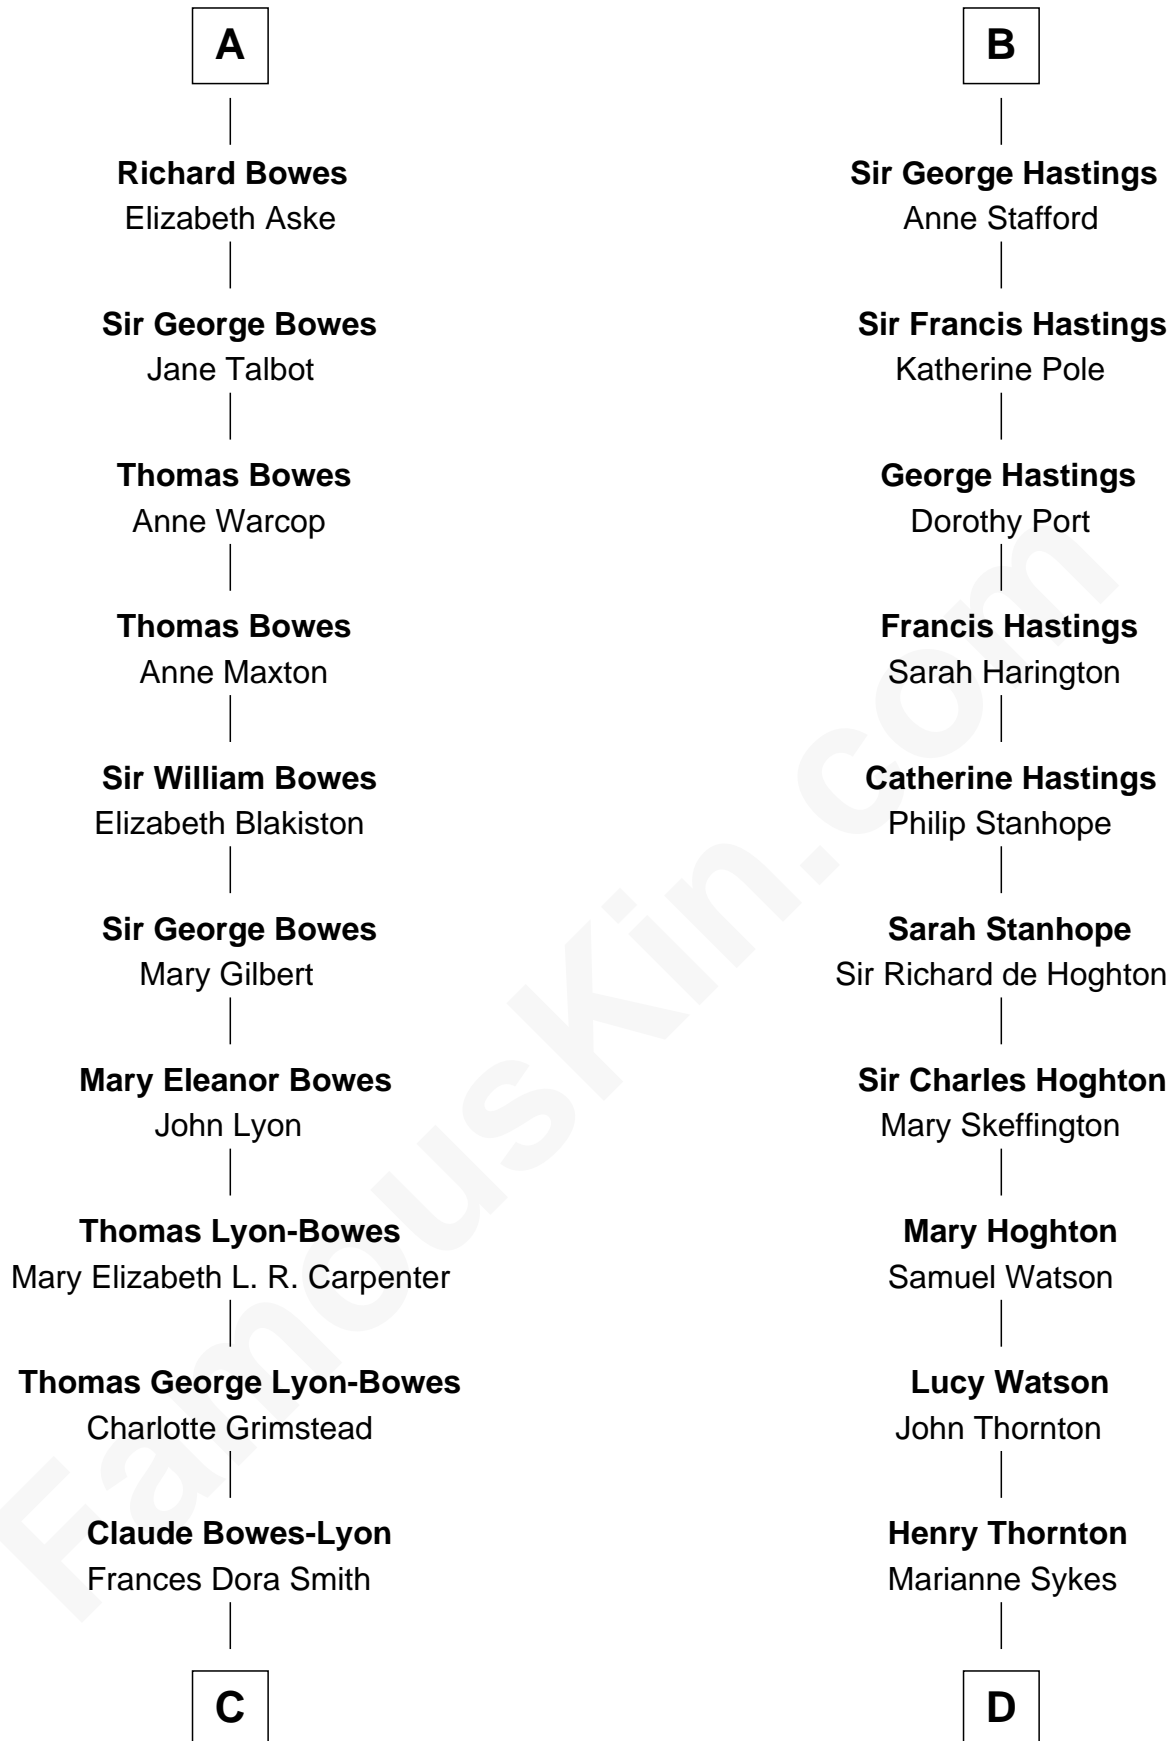 A
Richard Bowes
Elizabeth Aske
Sir George Bowes
Jane Talbot
Thomas Bowes
Anne Warcop
Thomas Bowes
Anne Maxton
Sir William Bowes
Elizabeth Blakiston
Sir George Bowes
Mary Gilbert
Mary Eleanor Bowes
John Lyon
Thomas Lyon-Bowes
Mary Elizabeth L. R. Carpenter
Thomas George Lyon-Bowes
Charlotte Grimstead
Claude Bowes-Lyon
Frances Dora Smith
C
B
Sir George Hastings
Anne Stafford
Sir Francis Hastings
Katherine Pole
George Hastings
Dorothy Port
Francis Hastings
Sarah Harington
Catherine Hastings
Philip Stanhope
Sarah Stanhope
Sir Richard de Hoghton
Sir Charles Hoghton
Mary Skeffington
Mary Hoghton
Samuel Watson
Lucy Watson
John Thornton
Henry Thornton
Marianne Sykes
D
FamousKin.com